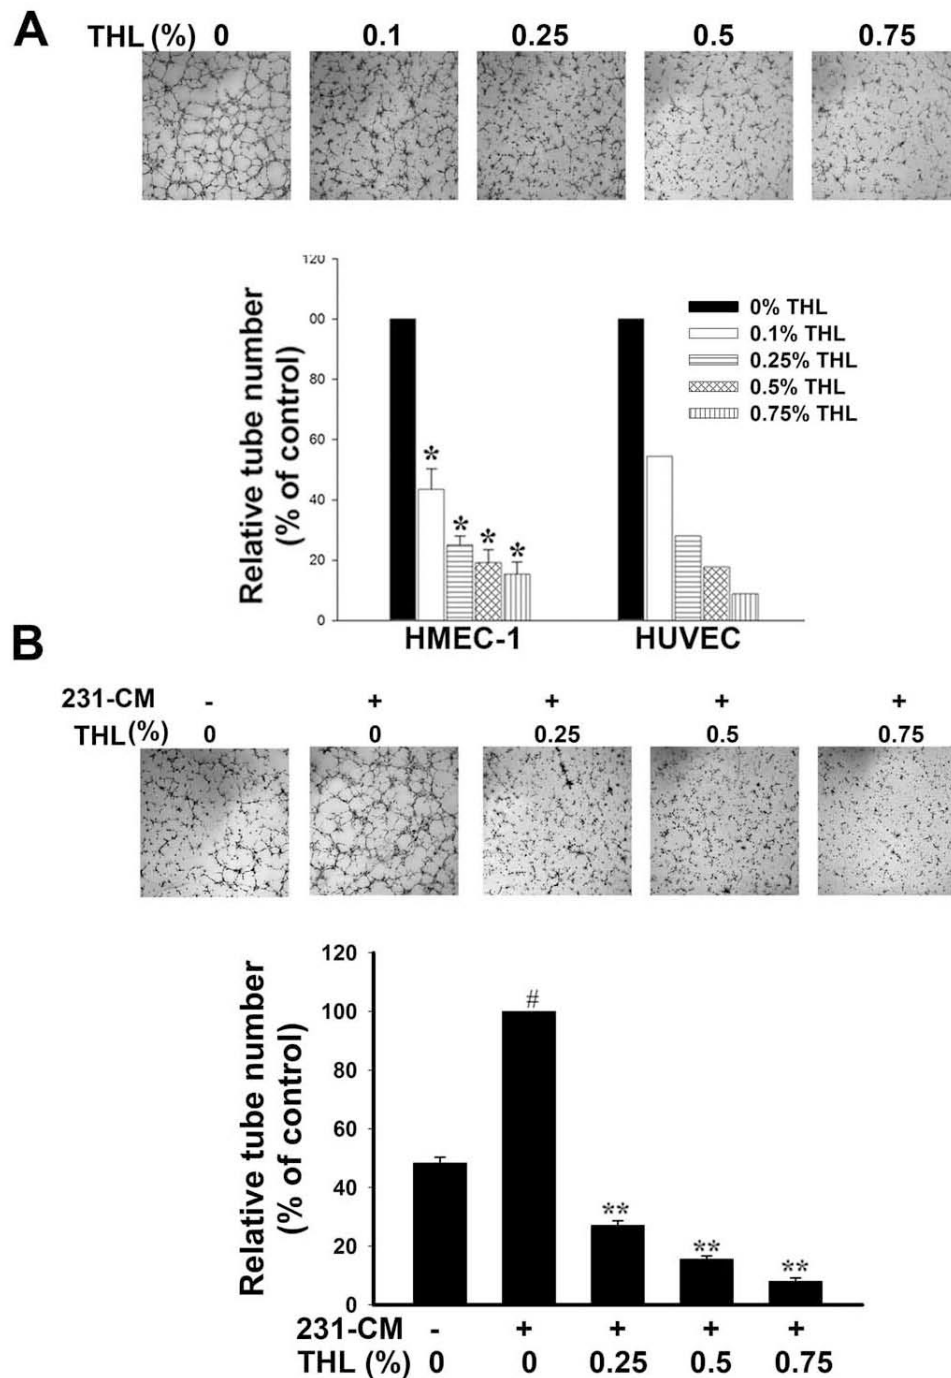 A
THL (%) 0 0.1 0.25 0.5 0.75
Relative tube number
(% of control)
120
00
80
60
40
20
0
* * * *
0% THL
0.1% THL
0.25% THL
0.5% THL
0.75% THL
HMEC-1 HUVEC
B
231-CM - + + + +
THL (%) 0 0 0.25 0.5 0.75
Relative tube number
(% of control)
120
100
80
60
40
20
0
# ** ** **
231-CM - + + + +
THL (%) 0 0 0.25 0.5 0.75